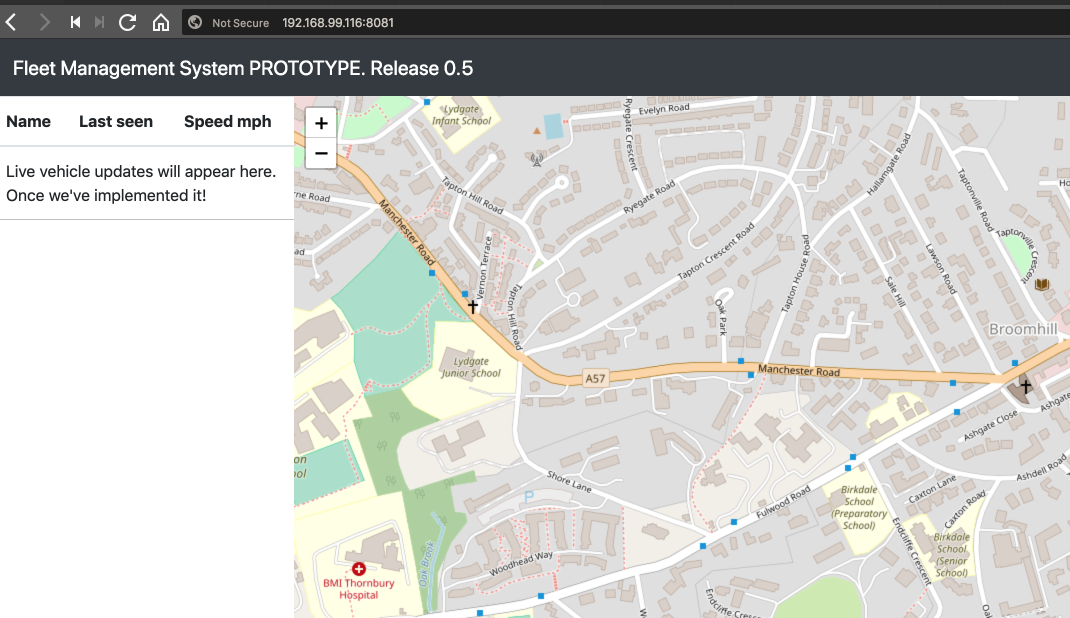 Not Secure 192.168.99.116:8081
Fleet Management System PROTOTYPE. Release 0.5
Name Last seen Speed mph
Live vehicle updates will appear here.
Once we've implemented it!
+
−
Lydgate
Infant School
Evelyn Road
Ryegate Crescent
Hallamgate Road
Taptonville Road
Tapton Hill Road
Ryegate Road
rne Road
Manchester Road
Vernon Terrace
Tapton Crescent Road
Tapton House Road
Lawson Road
Taptonville Crescent
ad
Sale Hill
Tapton Hill Road
Oak Park
Broomhill
Lydgate
Junior School
A57
Manchester Road
Ashgate
Ashgate Close
on
ool
Shore Lane
P
Fulwood Road
Birkdale
School
(Preparatory
School)
Caxton Lane
Ashdell Road
Caxton Road
Endcliffe Crescent
Birkdale
School
(Senior
School)
Woodhead Way
Oak Brook
BMI Thornbury
Hospital
Endcliffe Cresc
W
Oak